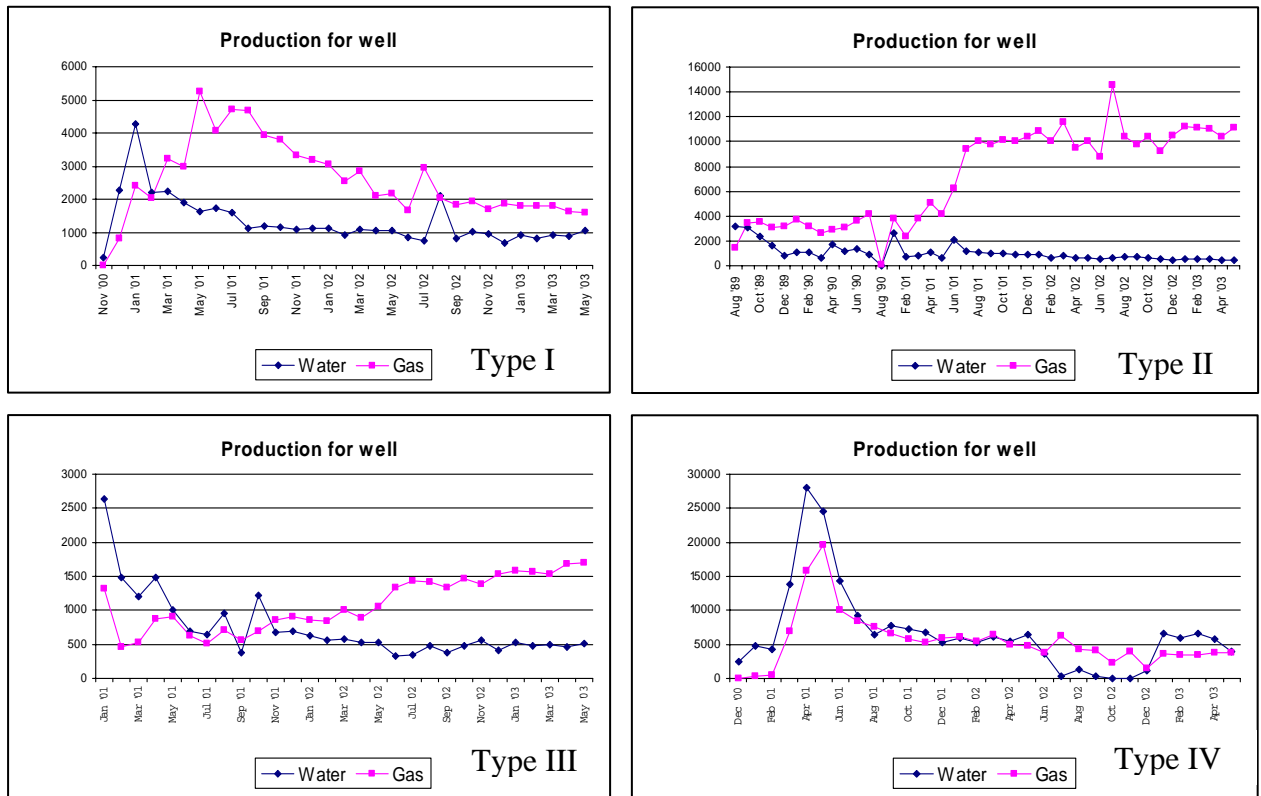 Production for well
6000
5000
4000
3000
2000
1000
0
Nov '00
Jan '01
Mar '01
May '01
Jul '01
Sep '01
Nov '01
Jan '02
Mar '02
May '02
Jul '02
Sep '02
Nov '02
Jan '03
Mar '03
May '03
Water Gas
Type I
Production for well
16000
14000
12000
10000
8000
6000
4000
2000
0
Aug '89
Oct '89
Dec '89
Feb '90
Apr '90
Jun '90
Aug '90
Feb '01
Apr '01
Jun '01
Aug '01
Oct '01
Dec '01
Feb '02
Apr '02
Jun '02
Aug '02
Oct '02
Dec '02
Feb '03
Apr '03
Water Gas
Type II
Production for well
3000
2500
2000
1500
1000
500
0
Jan '01
Mar '01
May '01
Jul '01
Sep '01
Nov '01
Jan '02
Mar '02
May '02
Jul '02
Sep '02
Nov '02
Jan '03
Mar '03
May '03
Water Gas
Type III
Production for well
30000
25000
20000
15000
10000
5000
0
Dec '00
Feb '01
Apr '01
Jun '01
Aug '01
Oct '01
Dec '01
Feb '02
Apr '02
Jun '02
Aug '02
Oct '02
Dec '02
Feb '03
Apr '03
Water Gas
Type IV